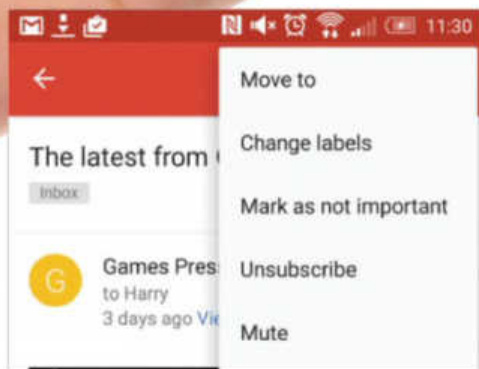 11:30
Move to
The latest from
Change labels
Inbox
Mark as not important
G
Games Pres
Unsubscribe
to Harry
3 days ago Vie
Mute